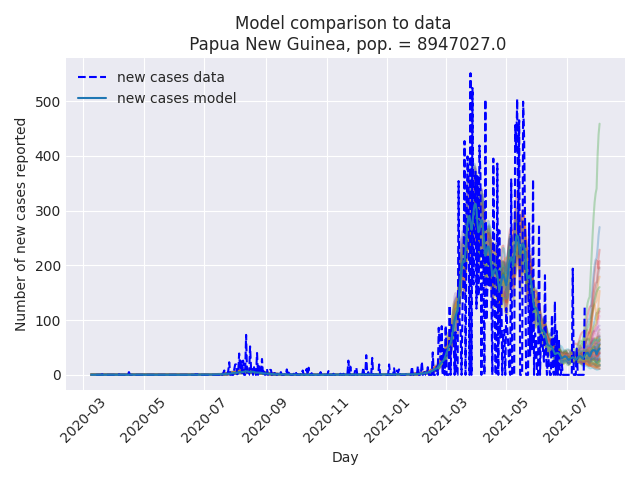 Model comparison to data
Papua New Guinea, pop. = 8947027.0
new cases data
new cases model
Number of new cases reported
500
400
300
200
100
0
2020-03
2020-05
2020-07
2020-09
2020-11
2021-01
2021-03
2021-05
2021-07
Day